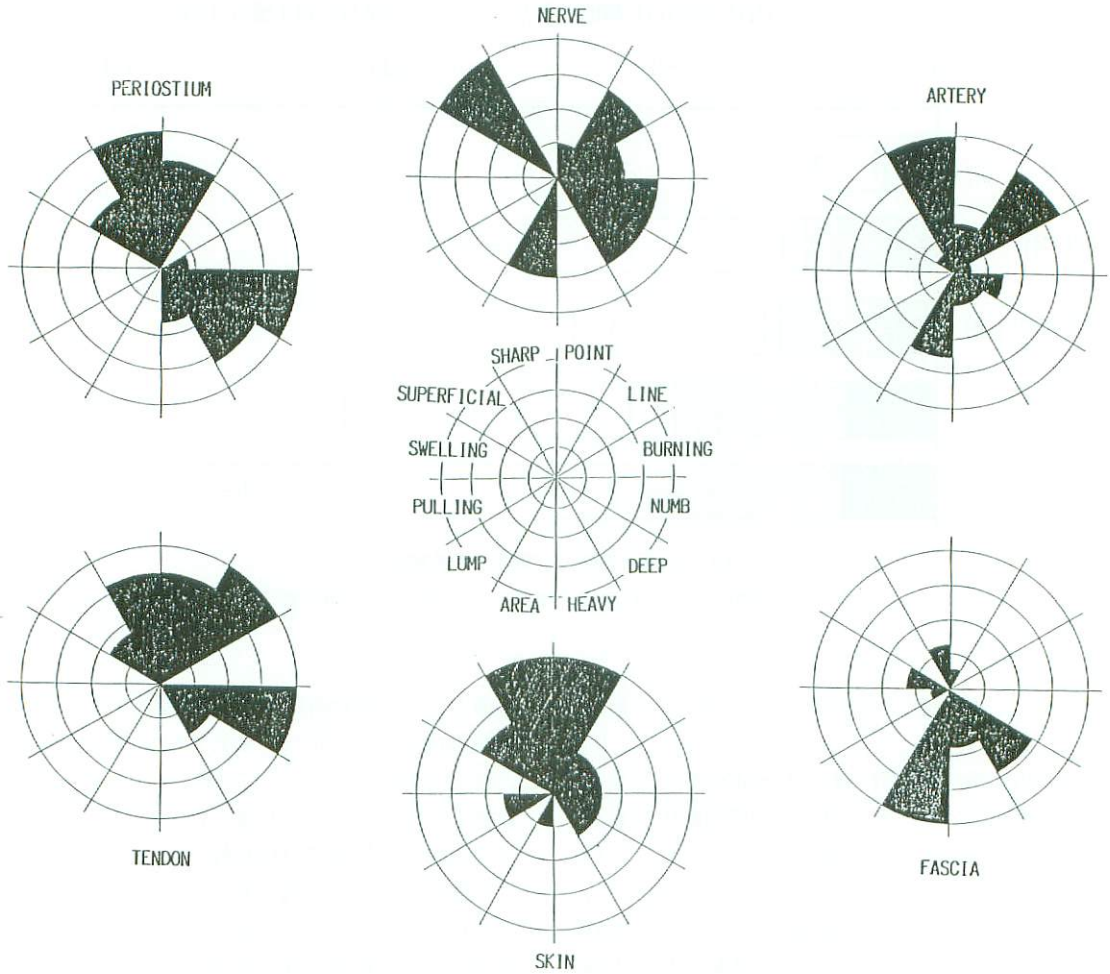 NERVE
PERIOSTIUM
ARTERY
SHARP POINT
SUPERFICIAL LINE
SWELLING BURNING
PULLING NUMB
LUMP DEEP
AREA HEAVY
TENDON
FASCIA
SKIN